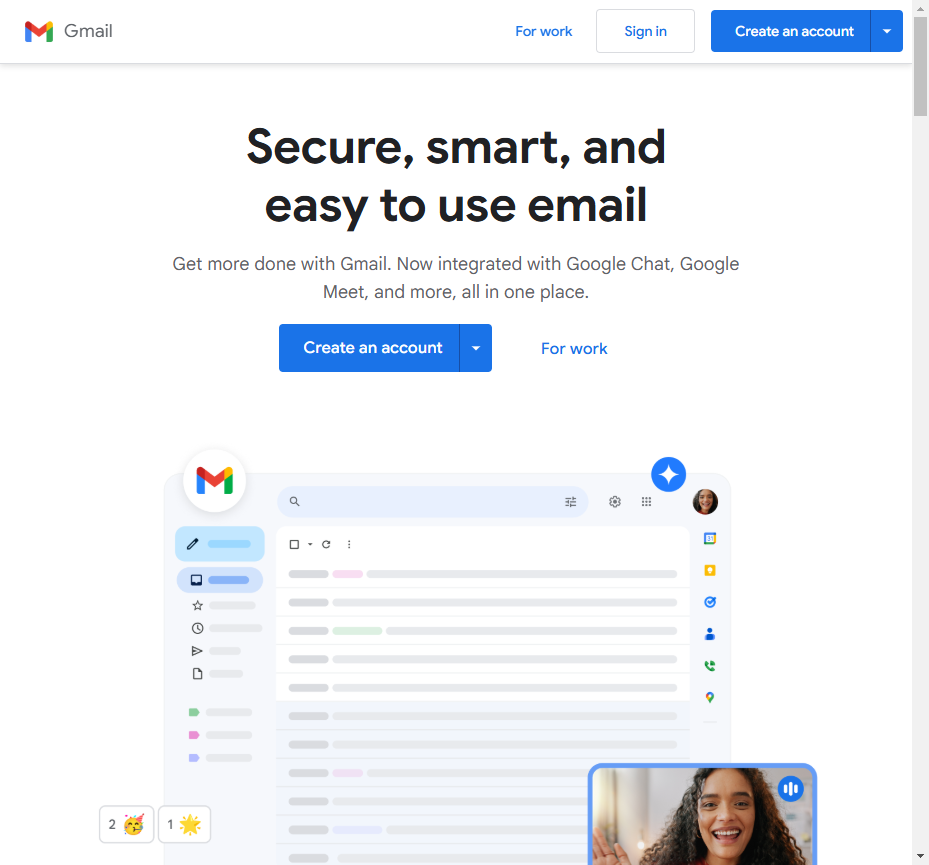 Gmail
For work
Sign in
Create an account
Secure, smart, and
easy to use email
Get more done with Gmail. Now integrated with Google Chat, Google
Meet, and more, all in one place.
Create an account
For work
31
2
1